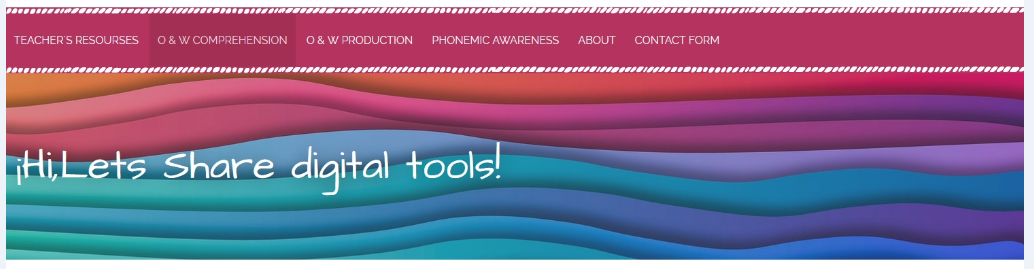 TEACHER'S RESOURSES O & W COMPREHENSION O & W PRODUCTION PHONEMIC AWARENESS ABOUT CONTACT FORM
¡Hi,Lets Share digital tools!